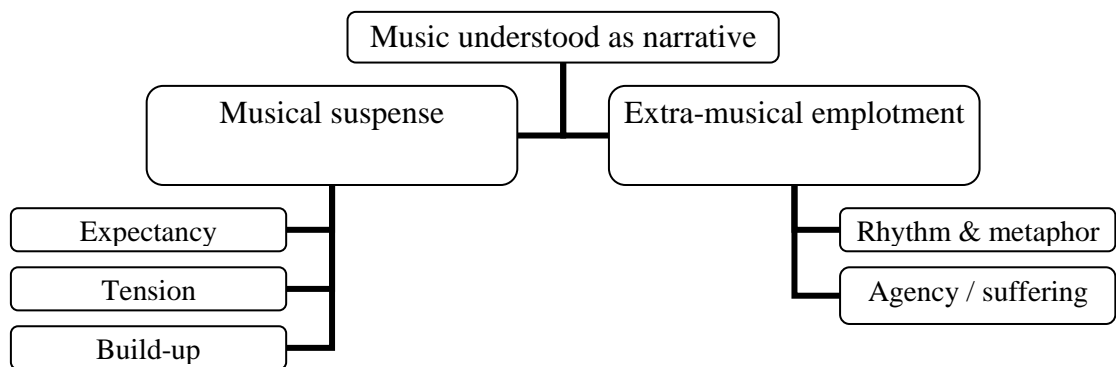 Music understood as narrative
Musical suspense
Extra-musical emplotment
Expectancy
Tension
Build-up
Rhythm & metaphor
Agency / suffering